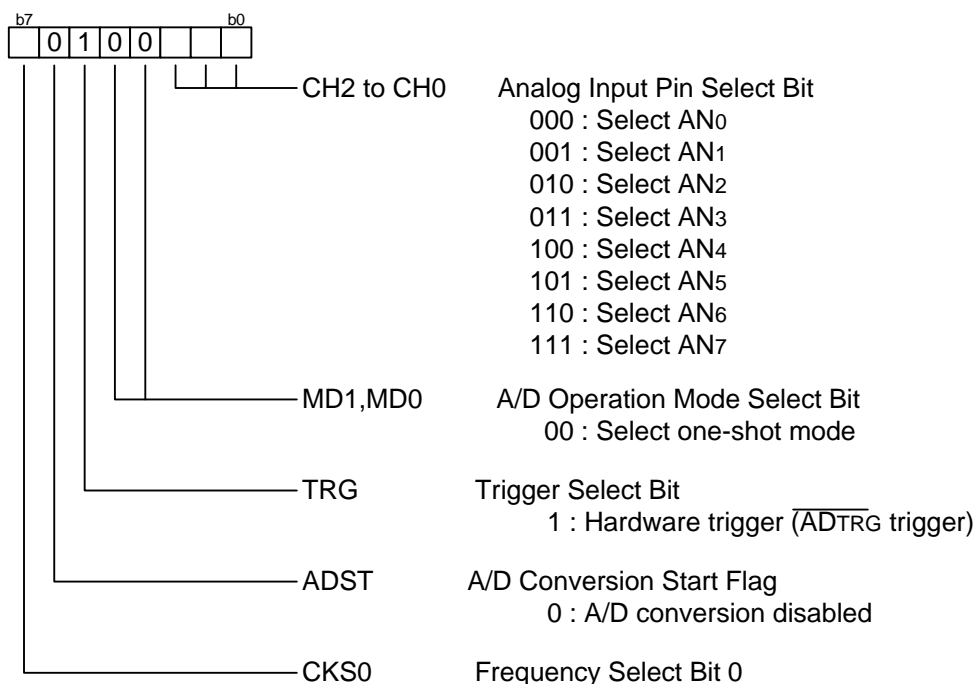 b7 b0
0 1 0 0
CH2 to CH0 Analog Input Pin Select Bit
000 : Select AN0
001 : Select AN1
010 : Select AN2
011 : Select AN3
100 : Select AN4
101 : Select AN5
110 : Select AN6
111 : Select AN7
MD1,MD0 A/D Operation Mode Select Bit
00 : Select one-shot mode
TRG Trigger Select Bit
1 : Hardware trigger (ADTRG trigger)
ADST A/D Conversion Start Flag
0 : A/D conversion disabled
CKS0 Frequency Select Bit 0